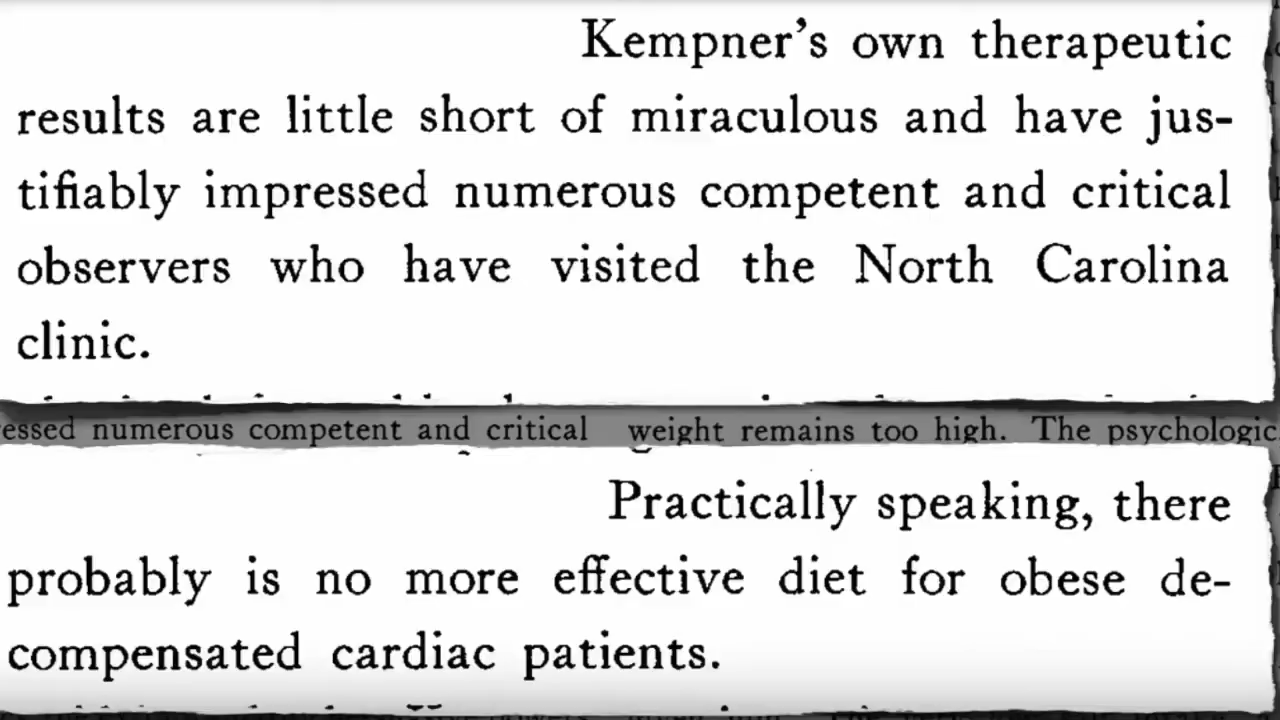 Kempner's own therapeutic
results are little short of miraculous and have jus-
tifiably impressed numerous competent and critical
observers who have visited the North Carolina
clinic.
essed numerous competent and critical weight remains too high. The psychologic
Practically speaking, there
probably is no more effective diet for obese de-
compensated cardiac patients.